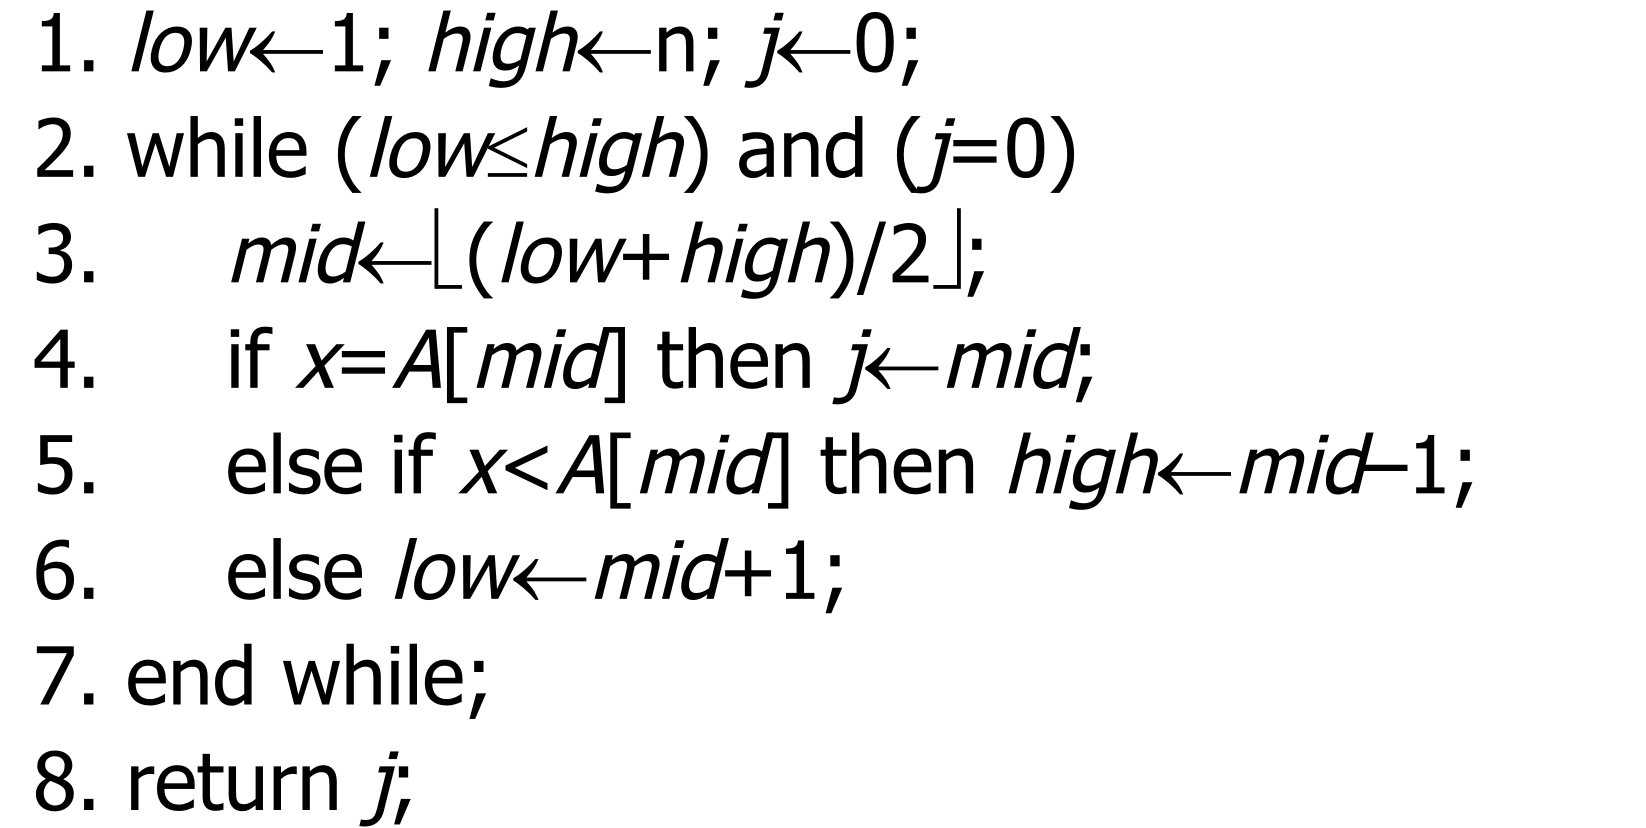 1. low←1; high←n; j←0;
2. while (low≤high) and (j=0)
3. mid←⌊(low+high)/2⌋;
4. if x=A[mid] then j←mid;
5. else if x<A[mid] then high←mid–1;
6. else low←mid+1;
7. end while;
8. return j;